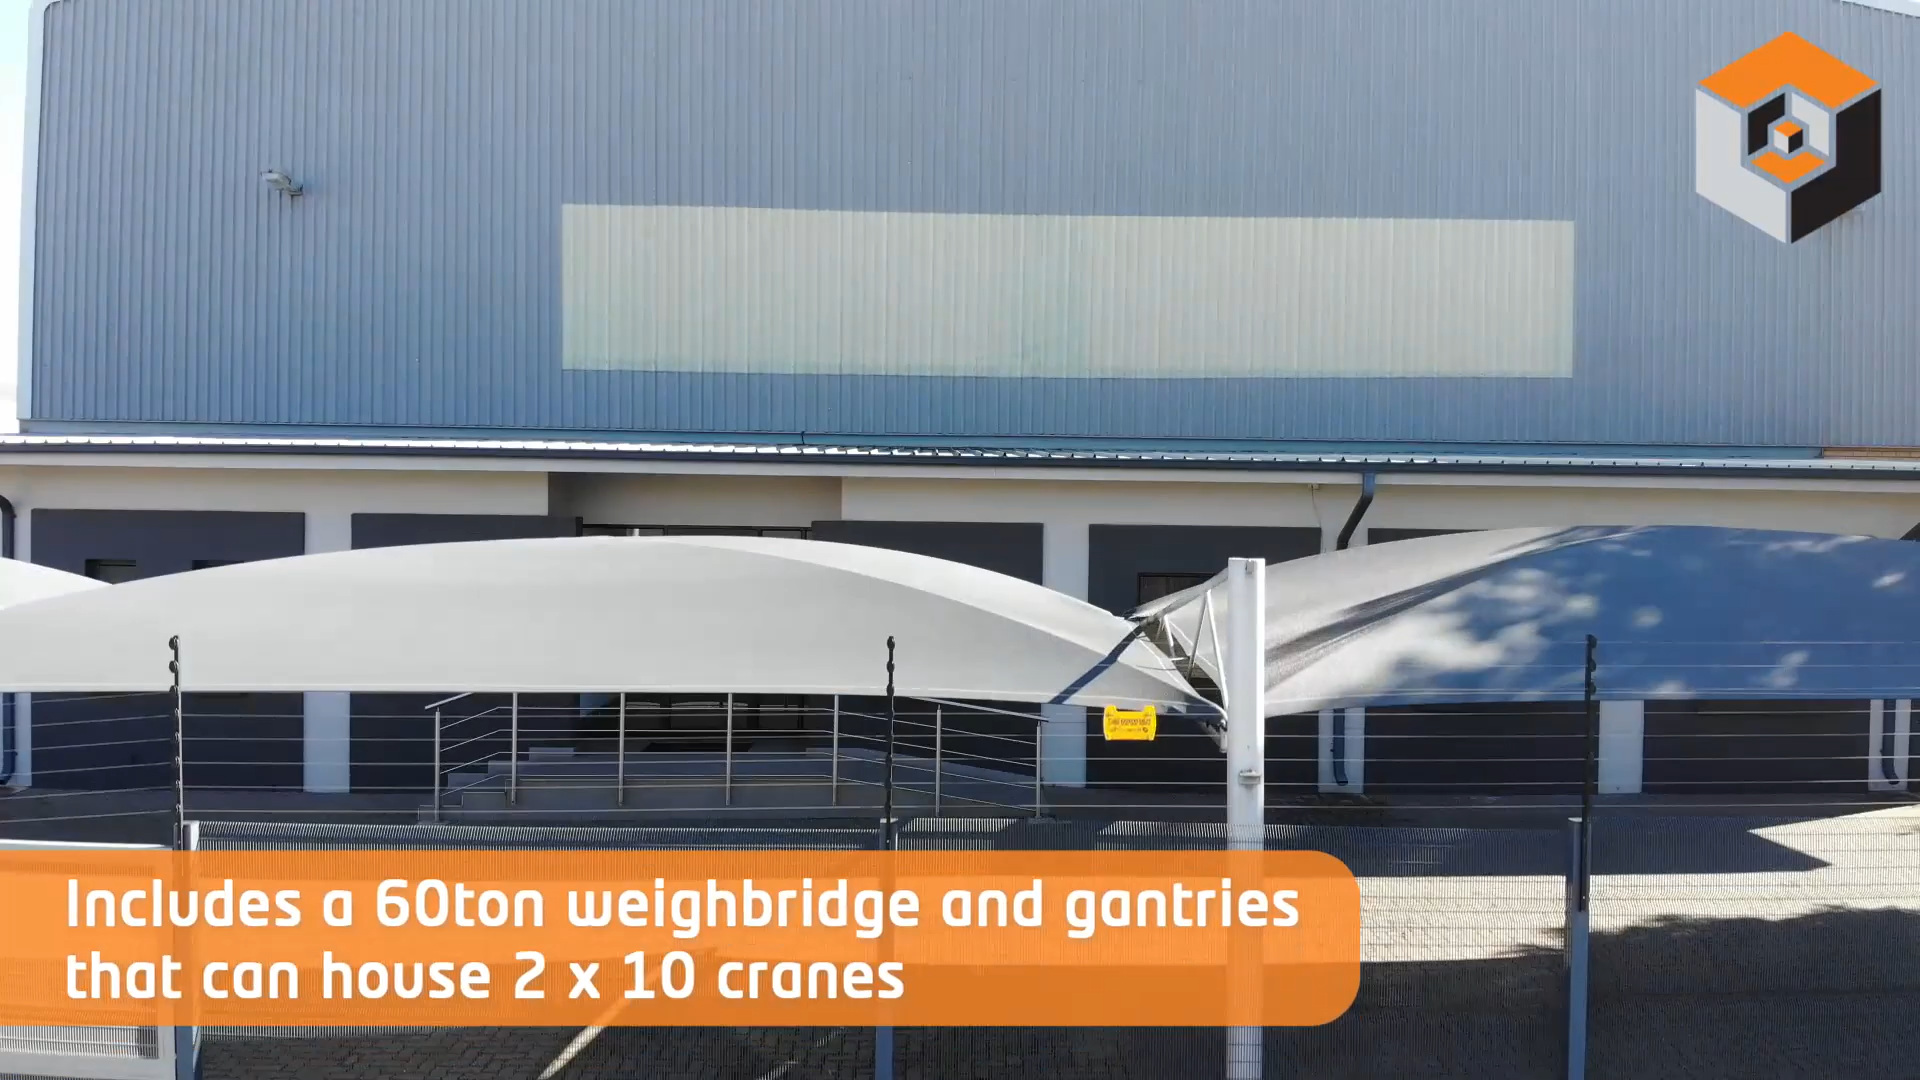 Includes a 60ton weighbridge and gantries
that can house 2 x 10 cranes